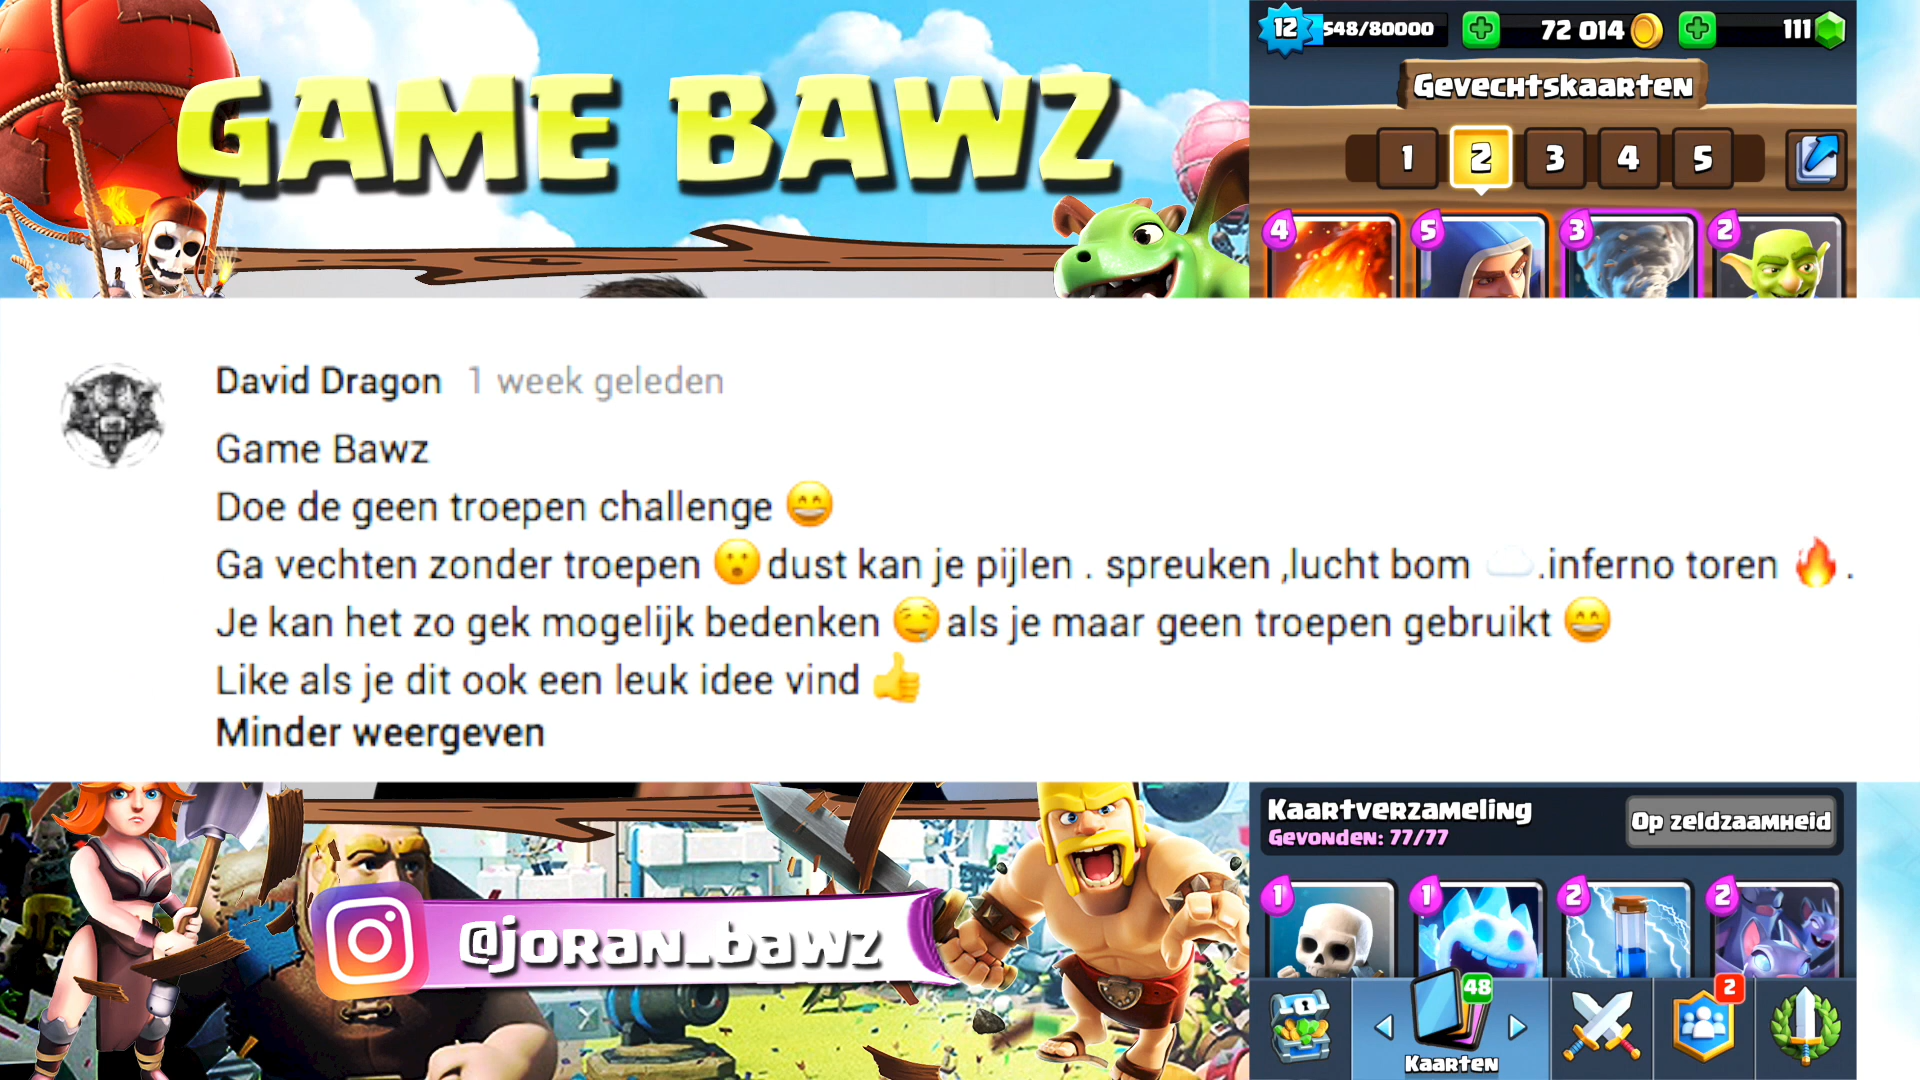 GAME BAWZ
12 548/80000 72 014 111
Gevechtskaarten
1 2 3 4 5
4 5 3 2
David Dragon 1 week geleden
Game Bawz
Doe de geen troepen challenge 😁
Ga vechten zonder troepen 😮dust kan je pijlen . spreuken ,lucht bom ☁️.inferno toren 🔥.
Je kan het zo gek mogelijk bedenken 🤤als je maar geen troepen gebruikt 😁
Like als je dit ook een leuk idee vind 👍
Minder weergeven
Kaartverzameling
Gevonden: 77/77
Op zeldzaamheid
1 1 2 2
@joran_bawz
48 2
Kaarten